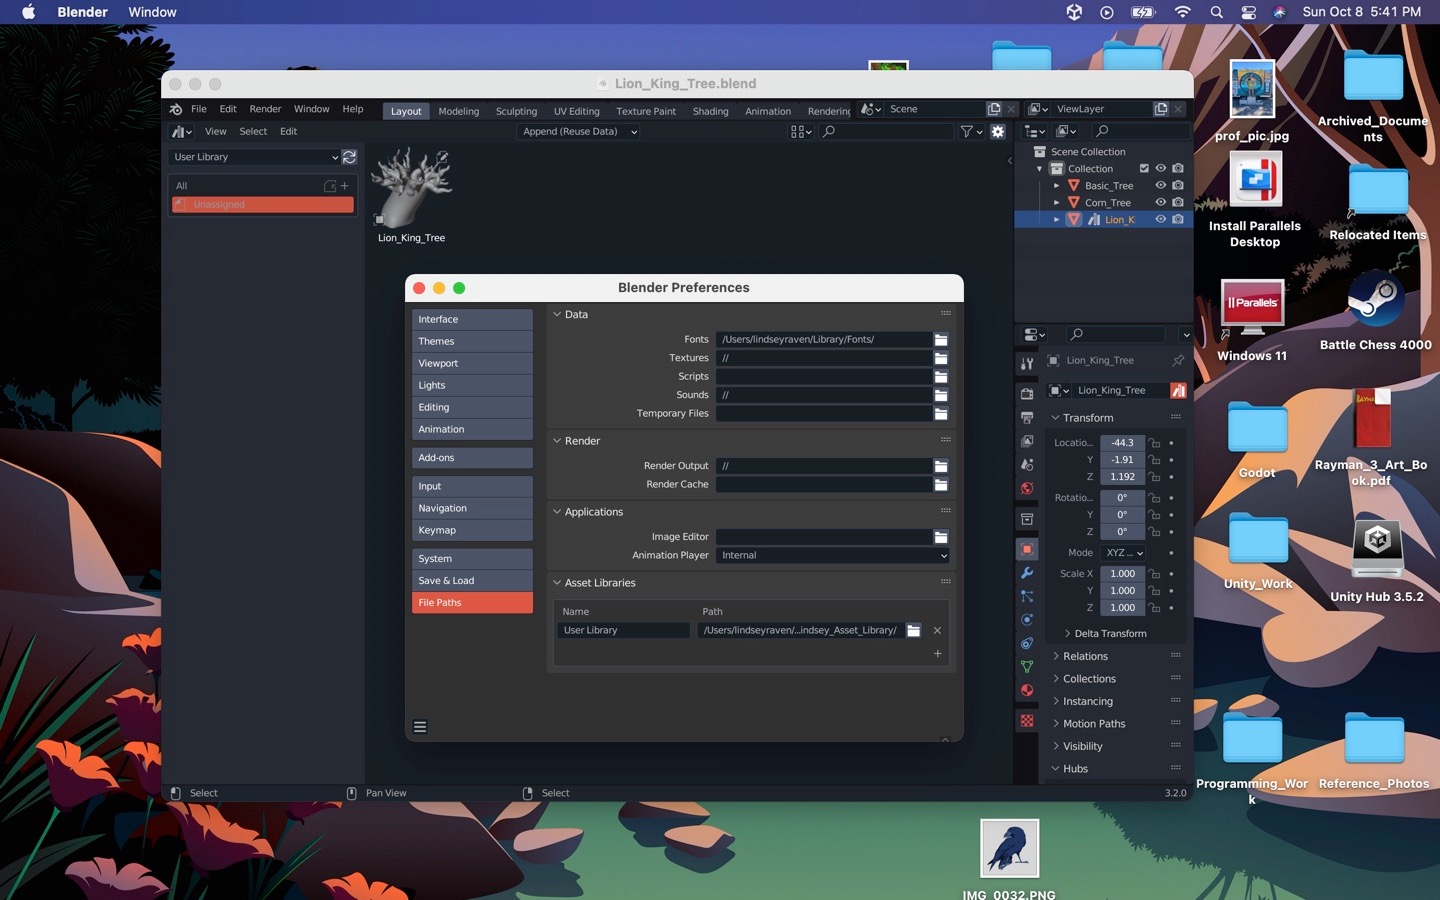 Blender Window
Sun Oct 8 5:41 PM
Lion_King_Tree.blend
File Edit Render Window Help
Layout Modeling Sculpting UV Editing Texture Paint Shading Animation Rendering
Scene
ViewLayer
View Select Edit
Append (Reuse Data)
User Library
All
Unassigned
Lion_King_Tree
Scene Collection
Collection
Basic_Tree
Corn_Tree
Lion_K
Blender Preferences
Interface
Themes
Viewport
Lights
Editing
Animation
Add-ons
Input
Navigation
Keymap
System
Save & Load
File Paths
Data
Fonts /Users/lindseyraven/Library/Fonts/
Textures //
Scripts
Sounds //
Temporary Files
Render
Render Output //
Render Cache
Applications
Image Editor
Animation Player Internal
Asset Libraries
Name Path
User Library /Users/lindseyraven/...indsey_Asset_Library/
Lion_King_Tree
Lion_King_Tree
Transform
Locatio... -44.3
Y -1.91
Z 1.192
Rotatio... 0°
Y 0°
Z 0°
Mode XYZ ...
Scale X 1.000
Y 1.000
Z 1.000
Delta Transform
Relations
Collections
Instancing
Motion Paths
Visibility
Hubs
Select
Pan View
Select
3.2.0
prof_pic.jpg
Archived_Docume
nts
Install Parallels
Desktop
Relocated Items
|| Parallels
Windows 11
Battle Chess 4000
Godot
Rayman_3_Art_Bo
ok.pdf
Unity_Work
Unity Hub 3.5.2
Programming_Wor
k
Reference_Photos
IMG_0032.PNG